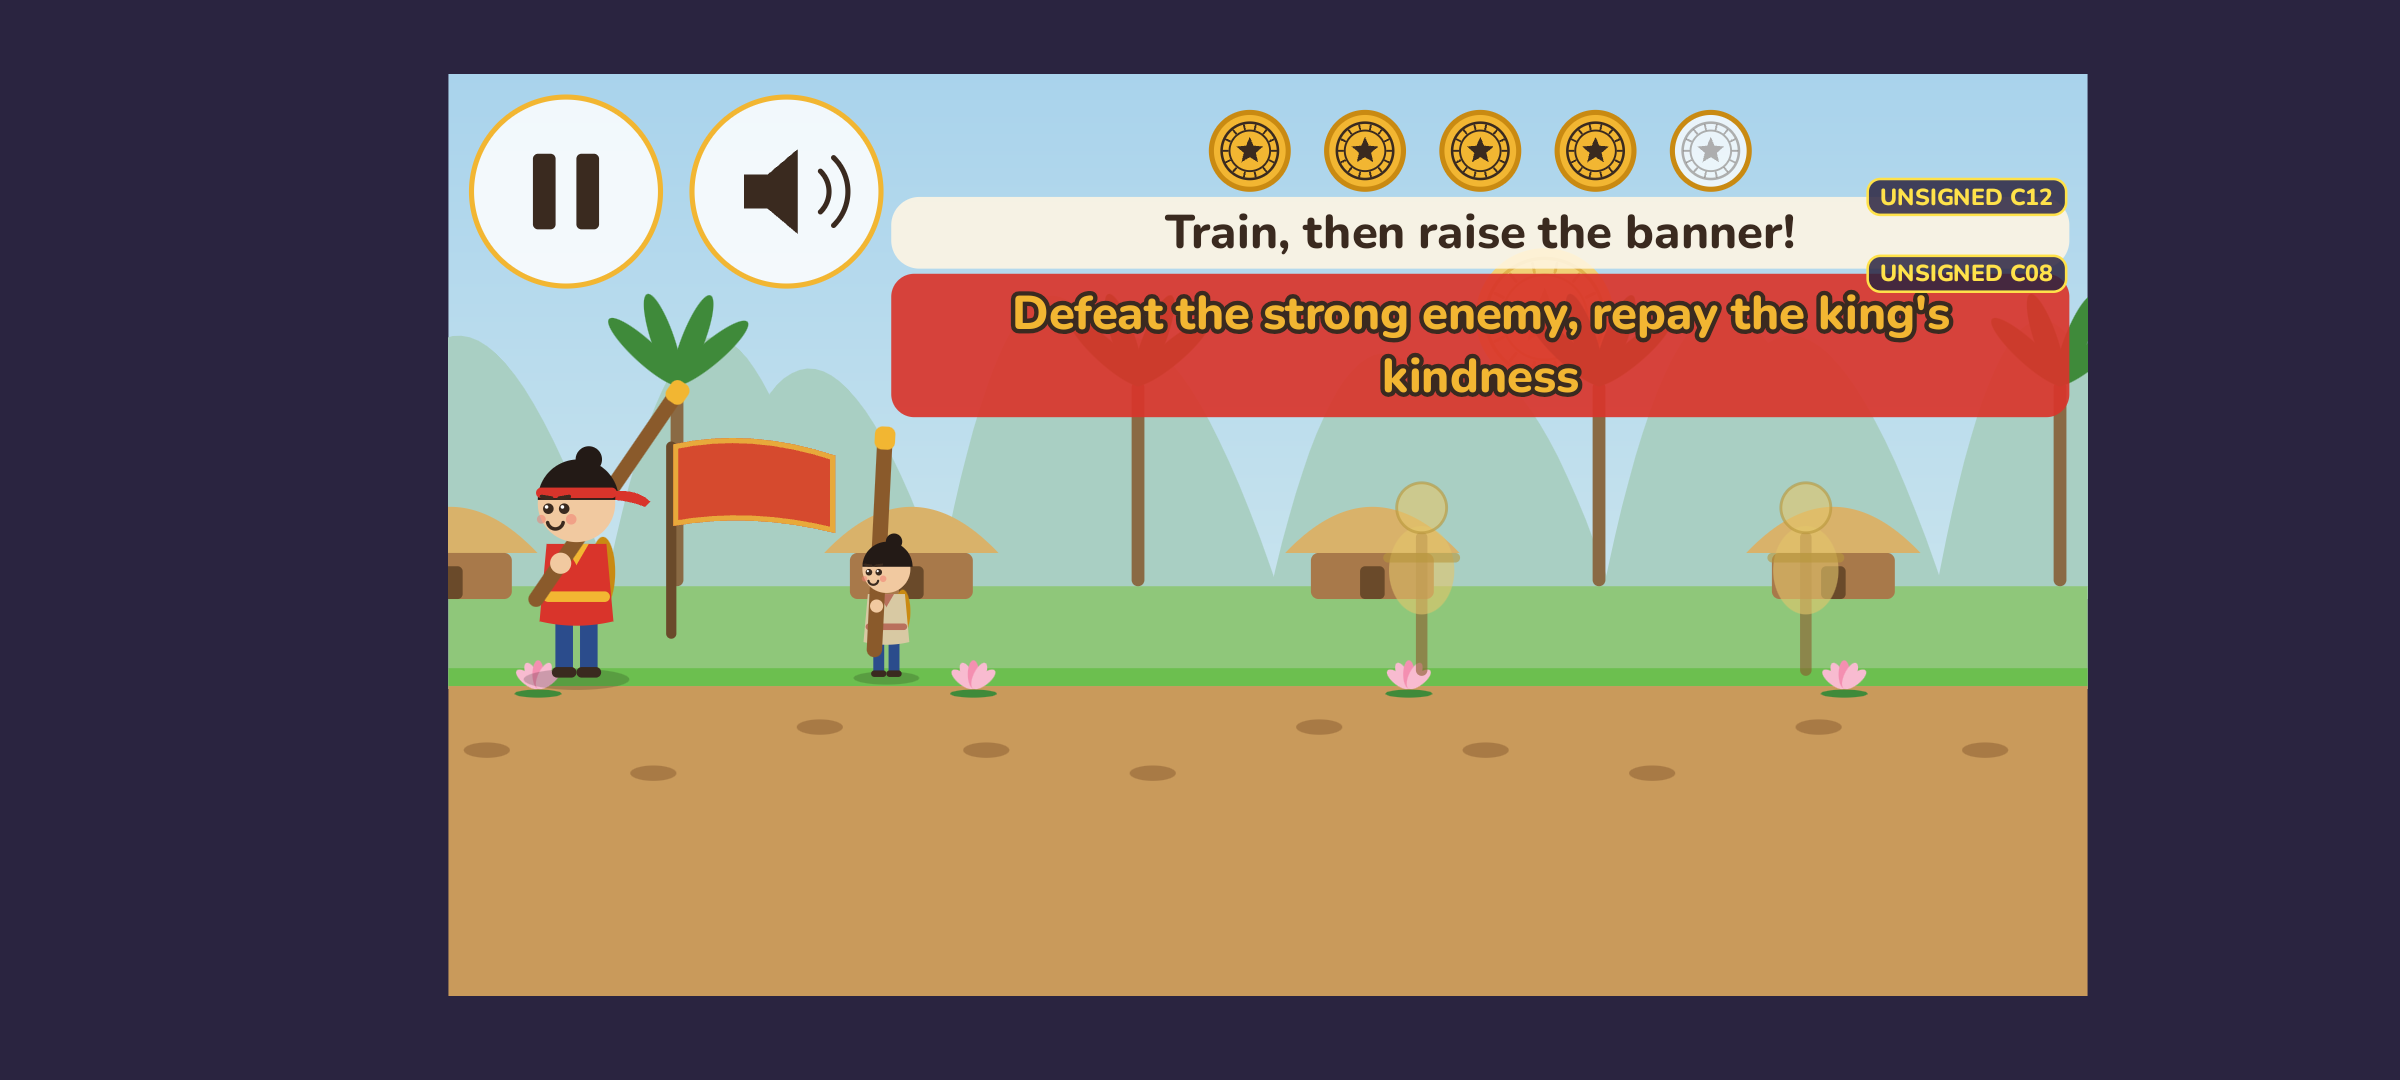 UNSIGNED C12
Train, then raise the banner!
UNSIGNED C08
Defeat the strong enemy, repay the king's
kindness